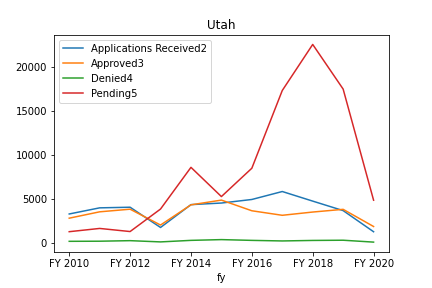 Utah
Applications Received2
Approved3
Denied4
Pending5
20000
15000
10000
5000
0
FY 2010 FY 2012 FY 2014 FY 2016 FY 2018 FY 2020
fy